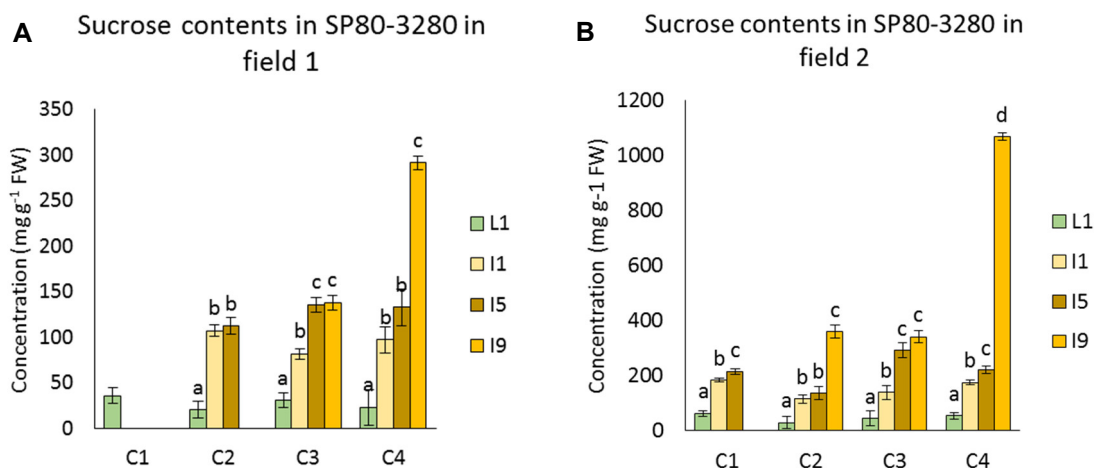 A
Sucrose contents in SP80-3280 in
field 1
Concentration (mg g-1 FW)
350
300
250
200
150
100
50
0
a
b
b
a
b
c
c
a
b
b
c
C1
C2
C3
C4
L1
I1
I5
I9
B
Sucrose contents in SP80-3280 in
field 2
Concentration (mg g-1 FW)
1200
1000
800
600
400
200
0
a
b
c
a
b
b
c
a
b
c
c
a
b
c
d
C1
C2
C3
C4
L1
I1
I5
I9